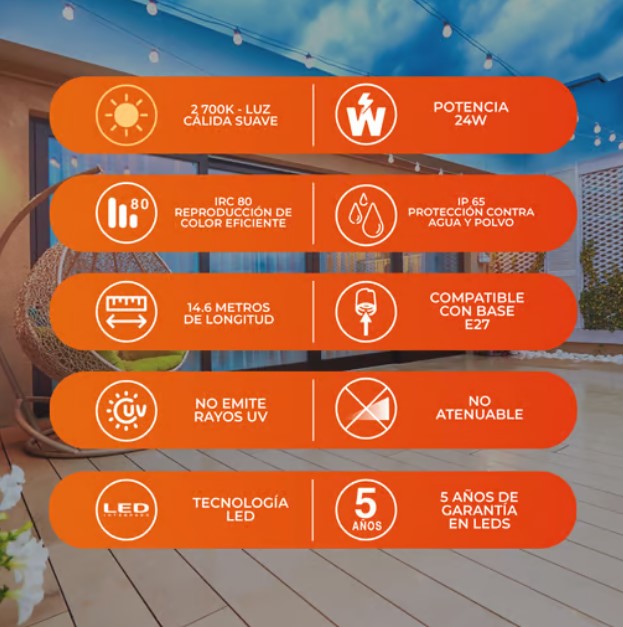 2 700K - LUZ
CÁLIDA SUAVE
W
POTENCIA
24W
80
IRC 80
REPRODUCCIÓN DE
COLOR EFICIENTE
IP 65
PROTECCIÓN CONTRA
AGUA Y POLVO
14.6 METROS
DE LONGITUD
COMPATIBLE
CON BASE
E27
UV
NO EMITE
RAYOS UV
NO
ATENUABLE
LED
INTEGRADO
TECNOLOGÍA
LED
5
AÑOS
5 AÑOS DE
GARANTÍA
EN LEDS